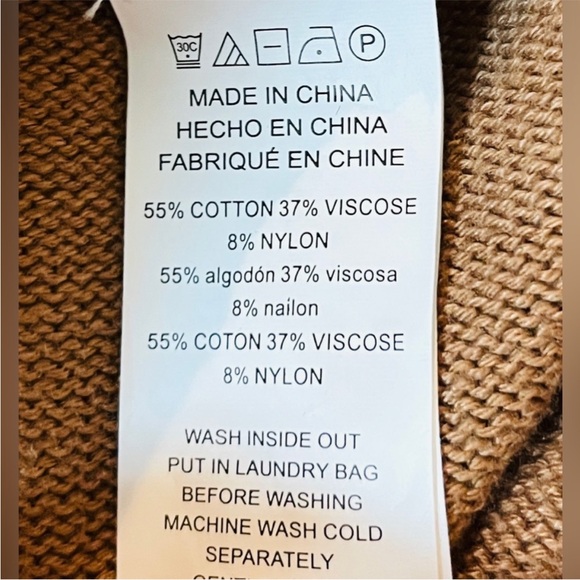 30C P
MADE IN CHINA
HECHO EN CHINA
FABRIQUÉ EN CHINE
55% COTTON 37% VISCOSE
8% NYLON
55% algodón 37% viscosa
8% nailon
55% COTON 37% VISCOSE
8% NYLON
WASH INSIDE OUT
PUT IN LAUNDRY BAG
BEFORE WASHING
MACHINE WASH COLD
SEPARATELY